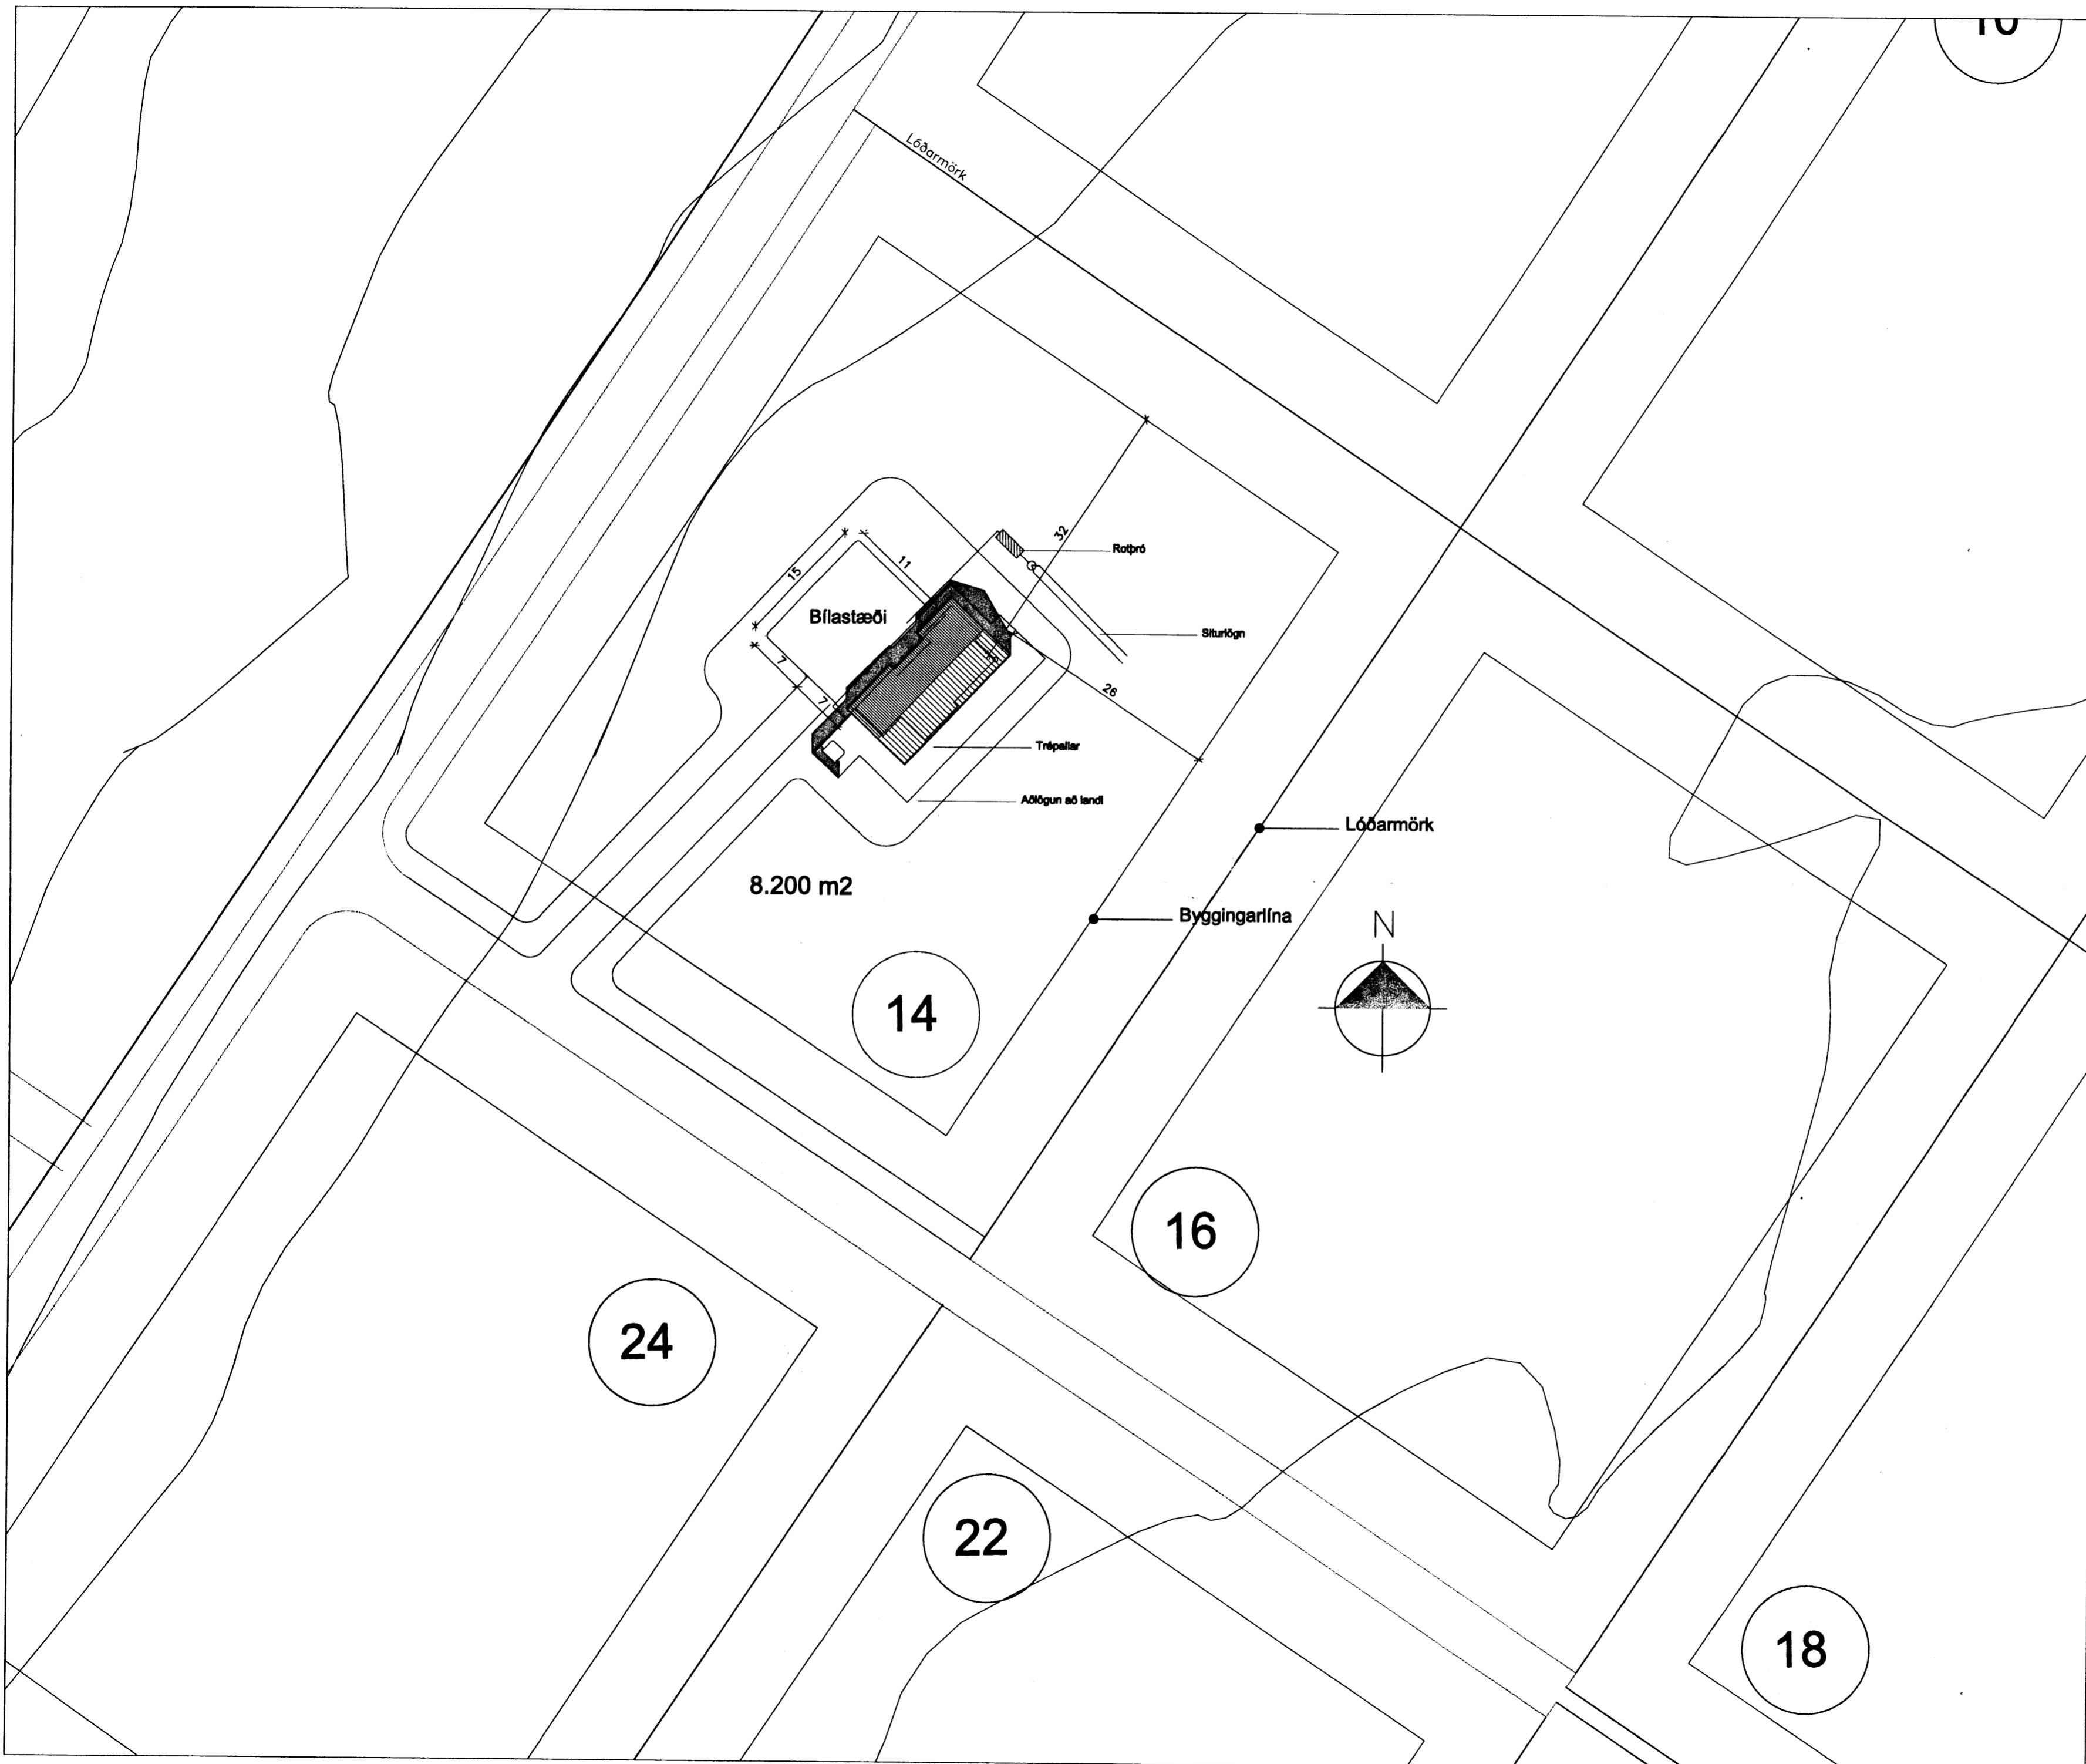 Lóðarmörk
32
Rotþró
11
15
Bílastæði
Siturlögn
7
26
7
Trépallar
Aðlögun að landi
Lóðarmörk
8.200 m2
Byggingarlína
N
14
16
24
22
18